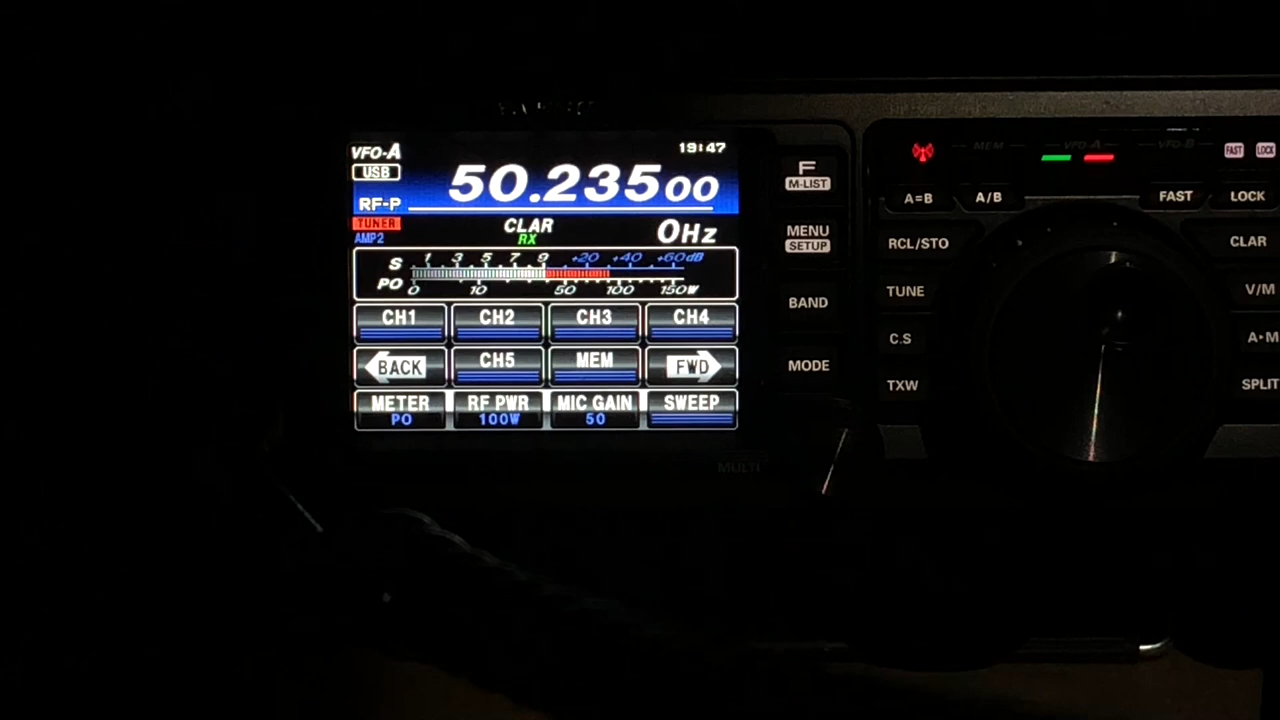 VFO-A 19:47
USB 50.23500
RF-P
TUNER CLAR 0Hz
AMP2 RX
S 1 3 5 7 9 +20 +40 +60dB
PO 0 10 50 100 150W
CH1 CH2 CH3 CH4
BACK CH5 MEM FWD
METER RF PWR MIC GAIN SWEEP
PO 100W 50
MULTI
F
M-LIST
MENU
SETUP
BAND
MODE
MEM VFO-A VFO-B FAST LOCK
A=B A/B FAST LOCK
RCL/STO CLAR
TUNE V/M
C.S A▸M
TXW SPLIT